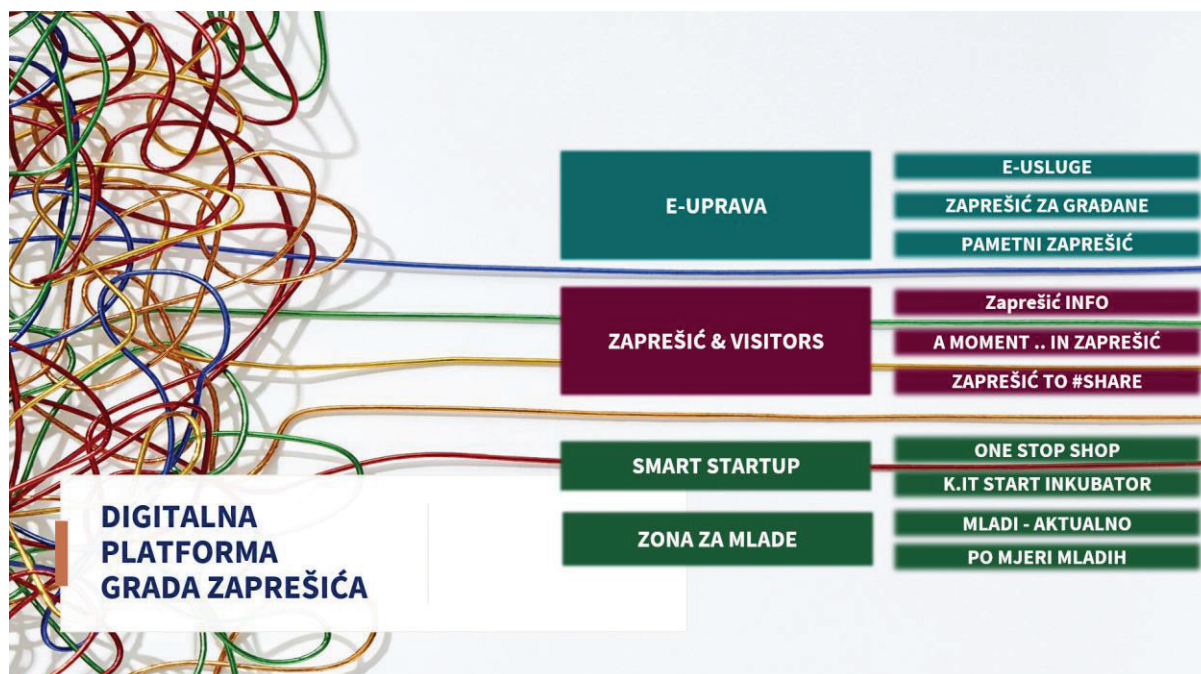 E-UPRAVA
E-USLUGE
ZAPREŠIĆ ZA GRAĐANE
PAMETNI ZAPREŠIĆ
ZAPREŠIĆ & VISITORS
Zaprešić INFO
A MOMENT .. IN ZAPREŠIĆ
ZAPREŠIĆ TO #SHARE
SMART STARTUP
ONE STOP SHOP
K.IT START INKUBATOR
ZONA ZA MLADE
MLADI - AKTUALNO
PO MJERI MLADIH
DIGITALNA
PLATFORMA
GRADA ZAPREŠIĆA